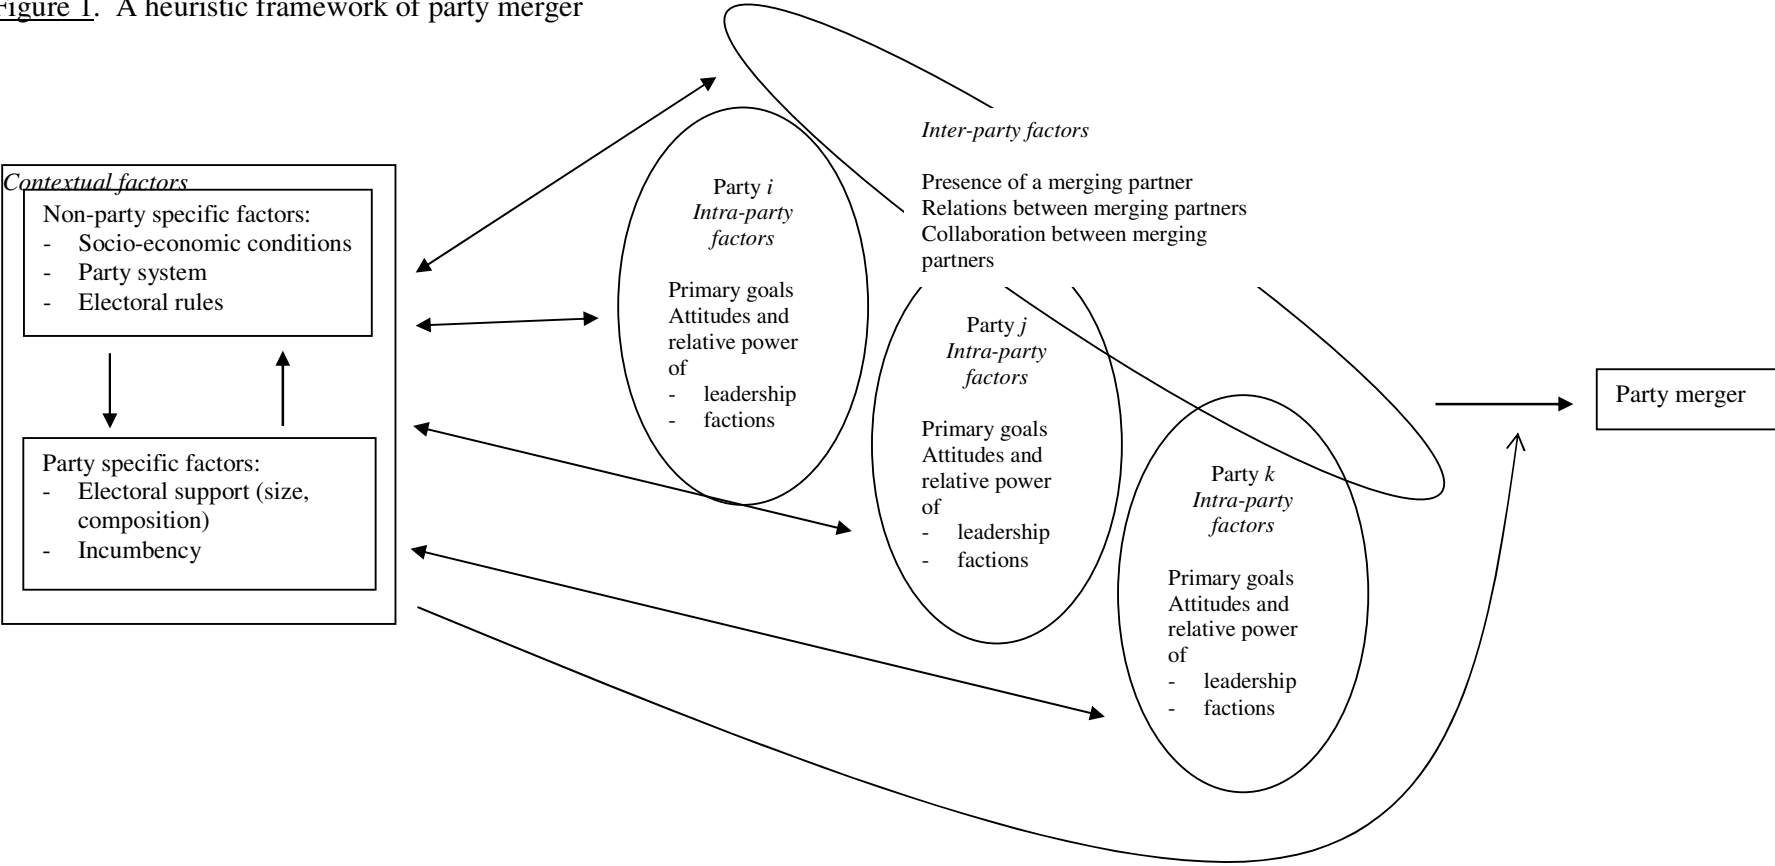 Figure 1. A heuristic framework of party merger
Contextual factors
Non-party specific factors:
- Socio-economic conditions
- Party system
- Electoral rules
Party specific factors:
- Electoral support (size,
composition)
- Incumbency
Party i
Intra-party
factors
Primary goals
Attitudes and
relative power
of
- leadership
- factions
Inter-party factors
Presence of a merging partner
Relations between merging partners
Collaboration between merging
partners
Party j
Intra-party
factors
Primary goals
Attitudes and
relative power
of
- leadership
- factions
Party k
Intra-party
factors
Primary goals
Attitudes and
relative power
of
- leadership
- factions
Party merger